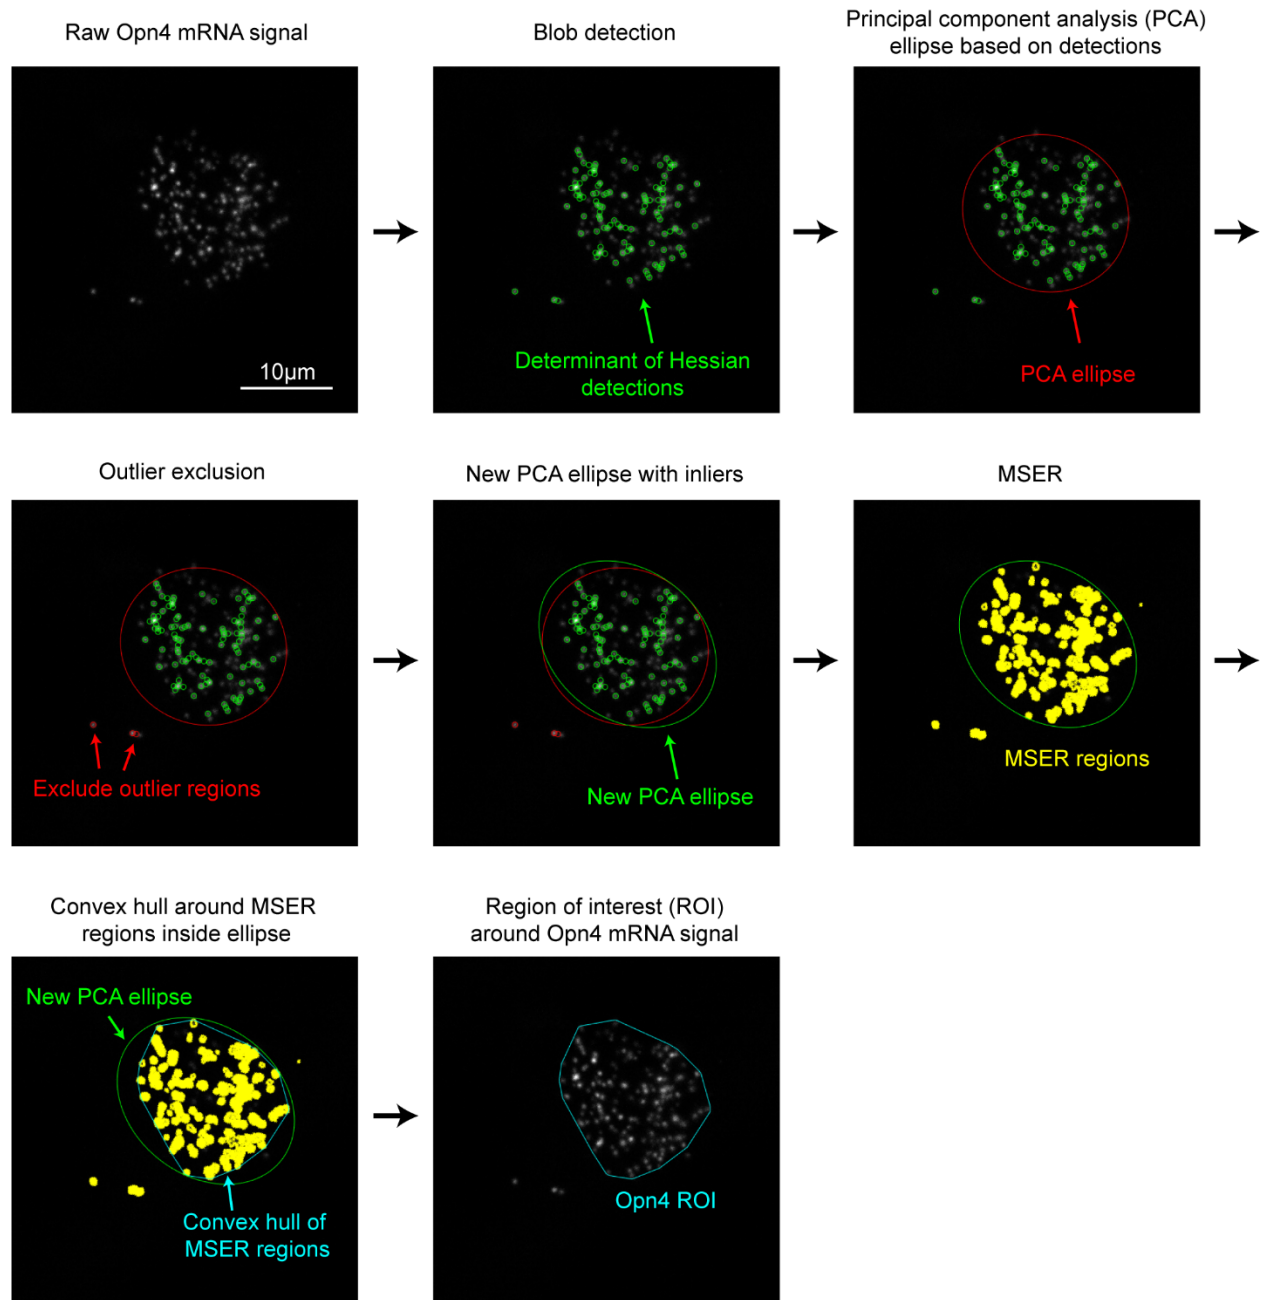 Raw Opn4 mRNA signal
Blob detection
Principal component analysis (PCA)
ellipse based on detections
10µm
Determinant of Hessian
detections
PCA ellipse
Outlier exclusion
New PCA ellipse with inliers
MSER
Exclude outlier regions
New PCA ellipse
MSER regions
Convex hull around MSER
regions inside ellipse
Region of interest (ROI)
around Opn4 mRNA signal
New PCA ellipse
Convex hull of
MSER regions
Opn4 ROI